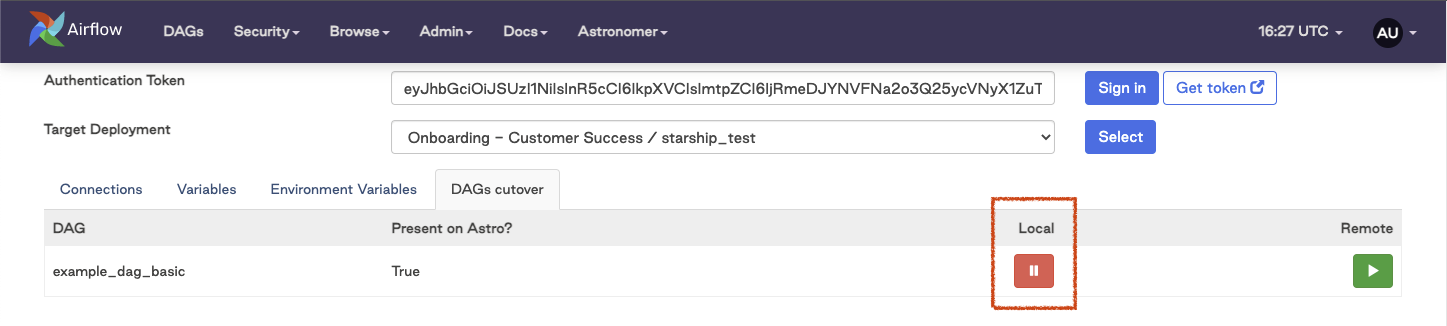 Airflow DAGs Security Browse Admin Docs Astronomer 16:27 UTC AU
Authentication Token Sign in Get token
Target Deployment Onboarding – Customer Success / starship_test Select
Connections Variables Environment Variables DAGs cutover
DAG Present on Astro? Local Remote
example_dag_basic True